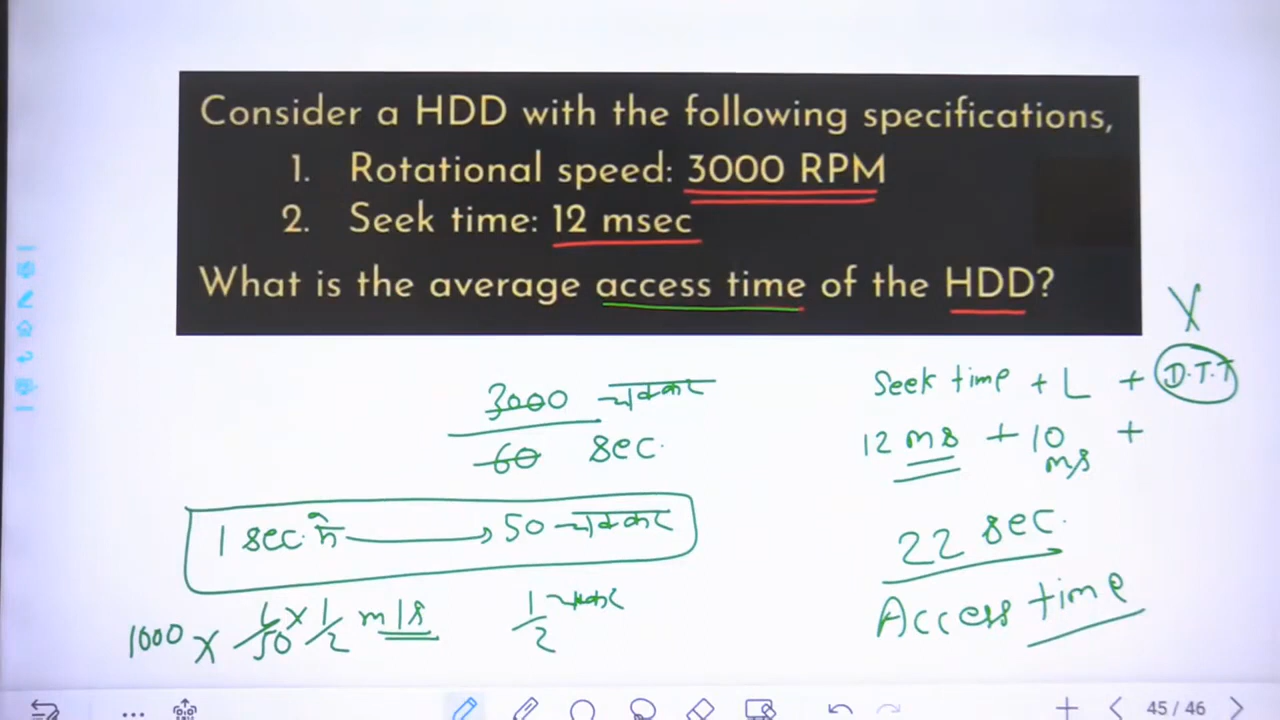 Consider a HDD with the following specifications,
1. Rotational speed: 3000 RPM
2. Seek time: 12 msec
What is the average access time of the HDD?
X
3000 चक्कर
60 sec.
Seek time + L + D.T.T
12 ms + 10 ms +
1 sec. में → 50 चक्कर
22 sec.
1000 × 1/50 × 1/2 m/s
1/2 चक्कर
Access time
45 / 46